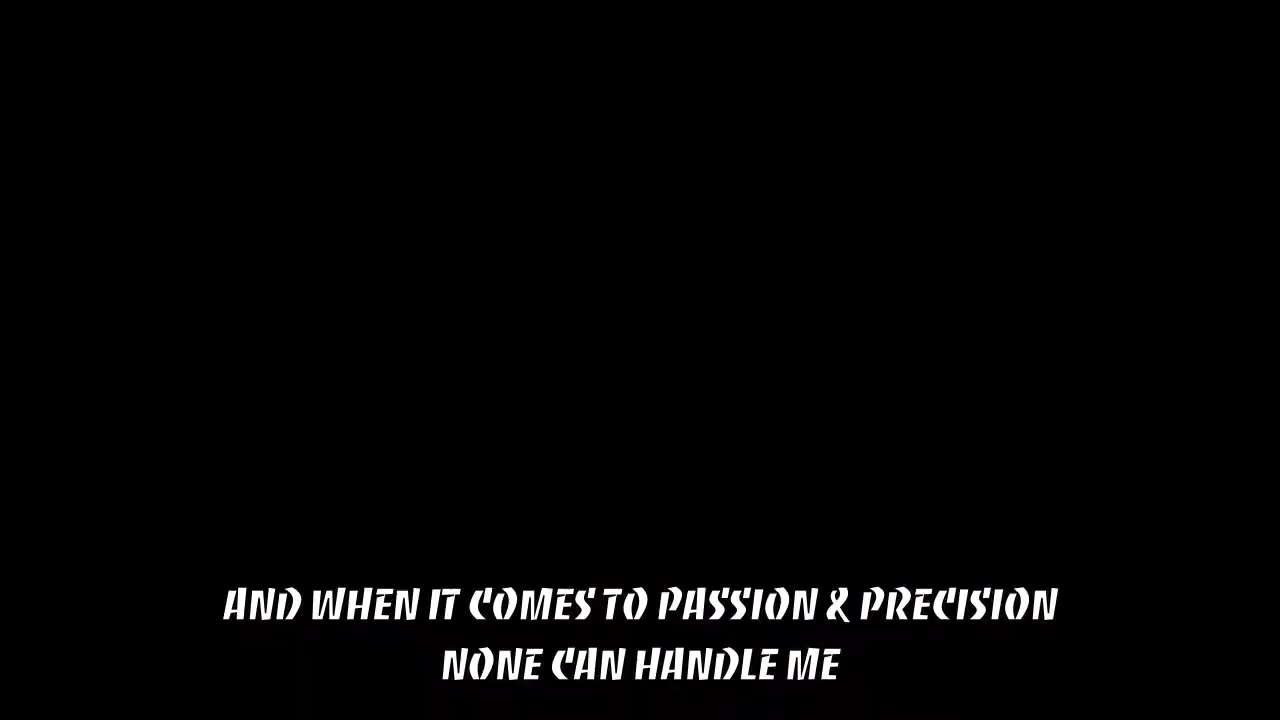 AND WHEN IT COMES TO PASSION & PRECISION
NONE CAN HANDLE ME